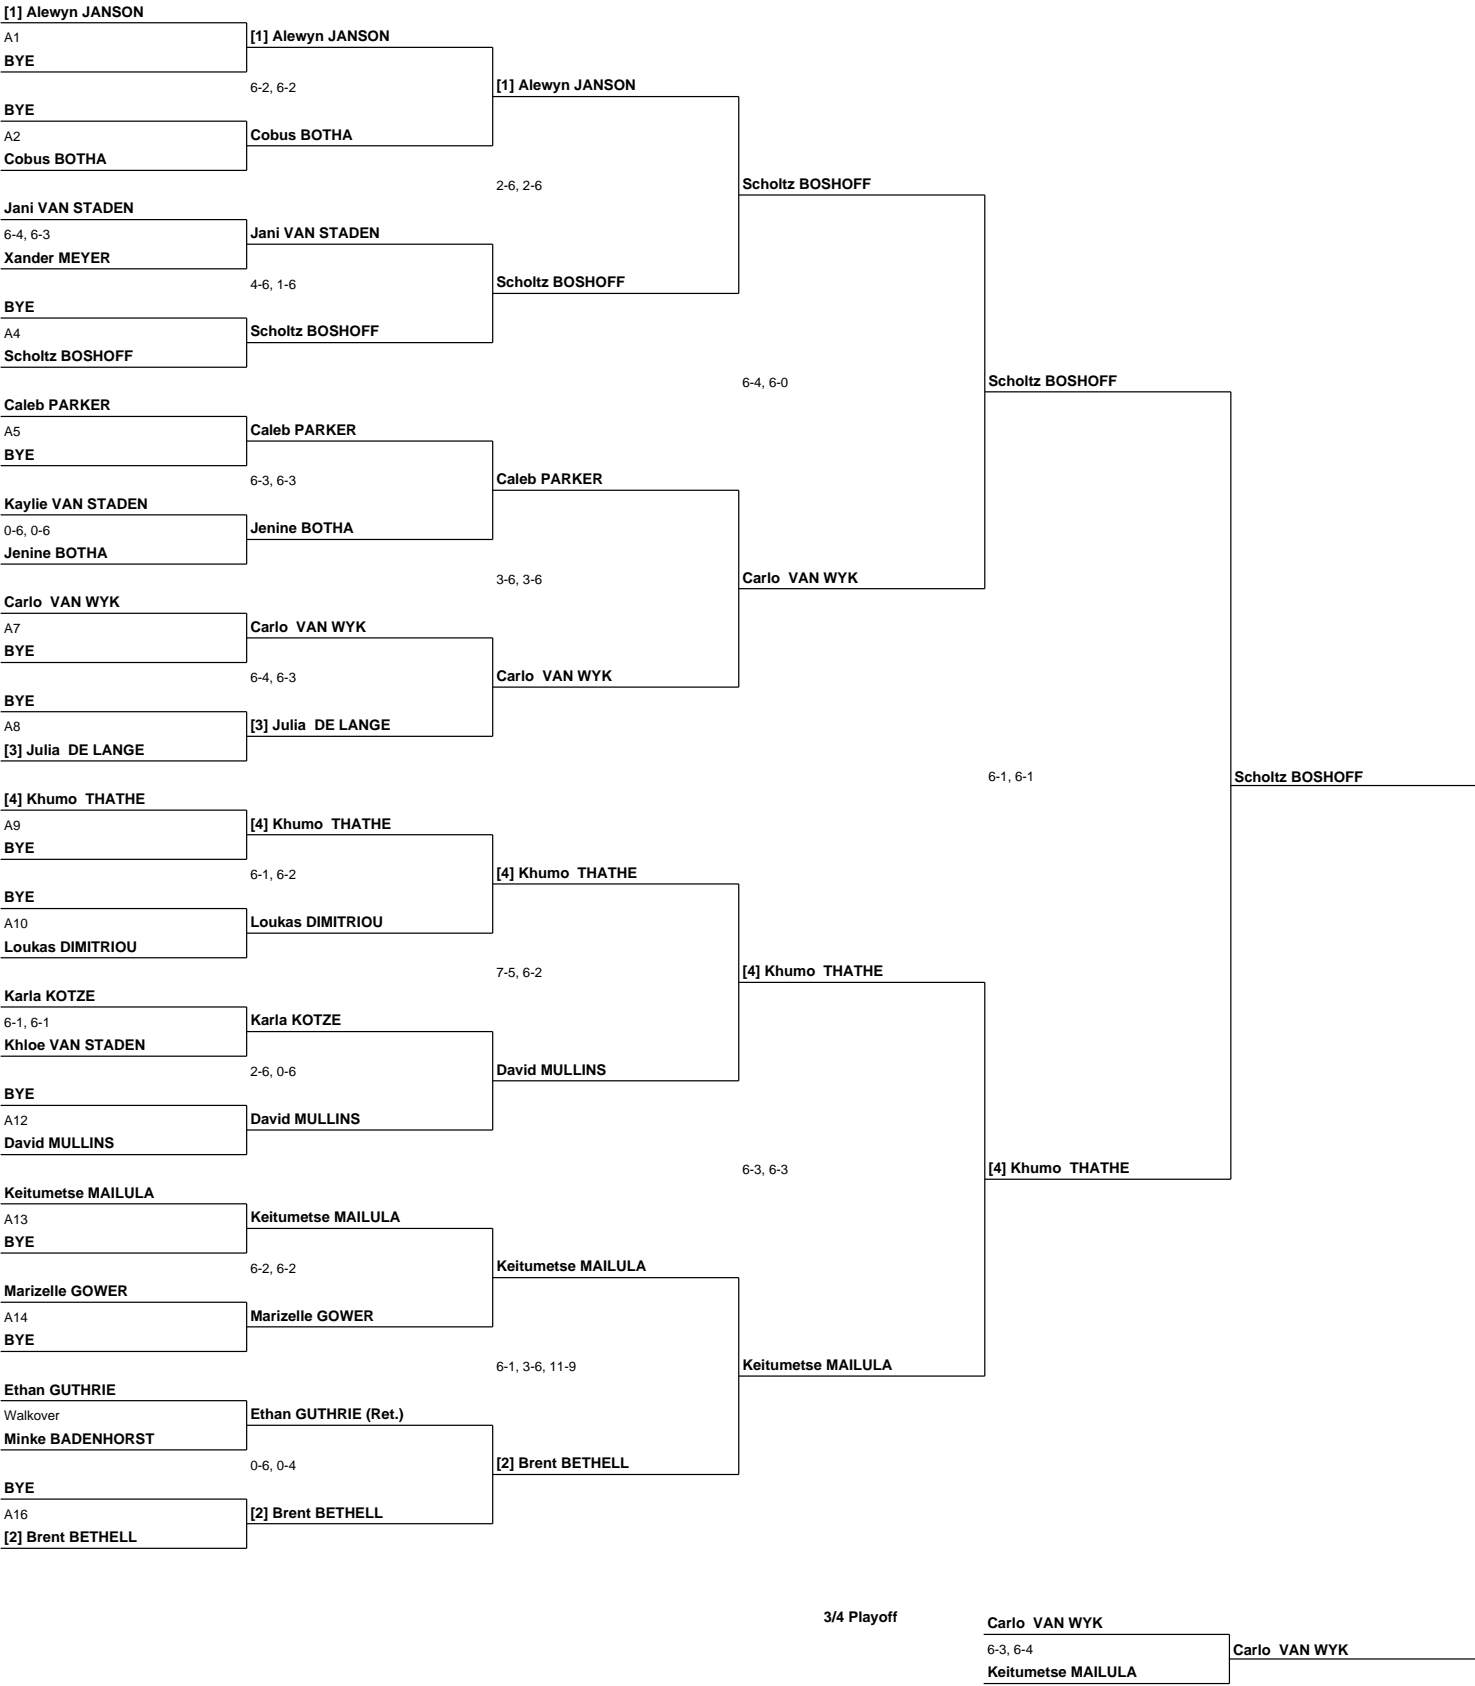 [1] Alewyn JANSON
A1
BYE
BYE
A2
Cobus BOTHA
Jani VAN STADEN
6-4, 6-3
Xander MEYER
BYE
A4
Scholtz BOSHOFF
Caleb PARKER
A5
BYE
Kaylie VAN STADEN
0-6, 0-6
Jenine BOTHA
Carlo  VAN WYK
A7
BYE
BYE
A8
[3] Julia  DE LANGE
[4] Khumo  THATHE
A9
BYE
BYE
A10
Loukas DIMITRIOU
Karla KOTZE
6-1, 6-1
Khloe VAN STADEN
BYE
A12
David MULLINS
Keitumetse MAILULA
A13
BYE
Marizelle GOWER
A14
BYE
Ethan GUTHRIE
Walkover
Minke BADENHORST
BYE
A16
[2] Brent BETHELL
[1] Alewyn JANSON
6-2, 6-2
Cobus BOTHA
Jani VAN STADEN
4-6, 1-6
Scholtz BOSHOFF
Caleb PARKER
6-3, 6-3
Jenine BOTHA
Carlo  VAN WYK
6-4, 6-3
[3] Julia  DE LANGE
[4] Khumo  THATHE
6-1, 6-2
Loukas DIMITRIOU
Karla KOTZE
2-6, 0-6
David MULLINS
Keitumetse MAILULA
6-2, 6-2
Marizelle GOWER
Ethan GUTHRIE (Ret.)
0-6, 0-4
[2] Brent BETHELL
[1] Alewyn JANSON
2-6, 2-6
Scholtz BOSHOFF
Caleb PARKER
3-6, 3-6
Carlo  VAN WYK
[4] Khumo  THATHE
7-5, 6-2
David MULLINS
Keitumetse MAILULA
6-1, 3-6, 11-9
[2] Brent BETHELL
Scholtz BOSHOFF
6-4, 6-0
Carlo  VAN WYK
[4] Khumo  THATHE
6-3, 6-3
Keitumetse MAILULA
Scholtz BOSHOFF
6-1, 6-1
[4] Khumo  THATHE
Scholtz BOSHOFF
3/4 Playoff
Carlo  VAN WYK
6-3, 6-4
Keitumetse MAILULA
Carlo  VAN WYK